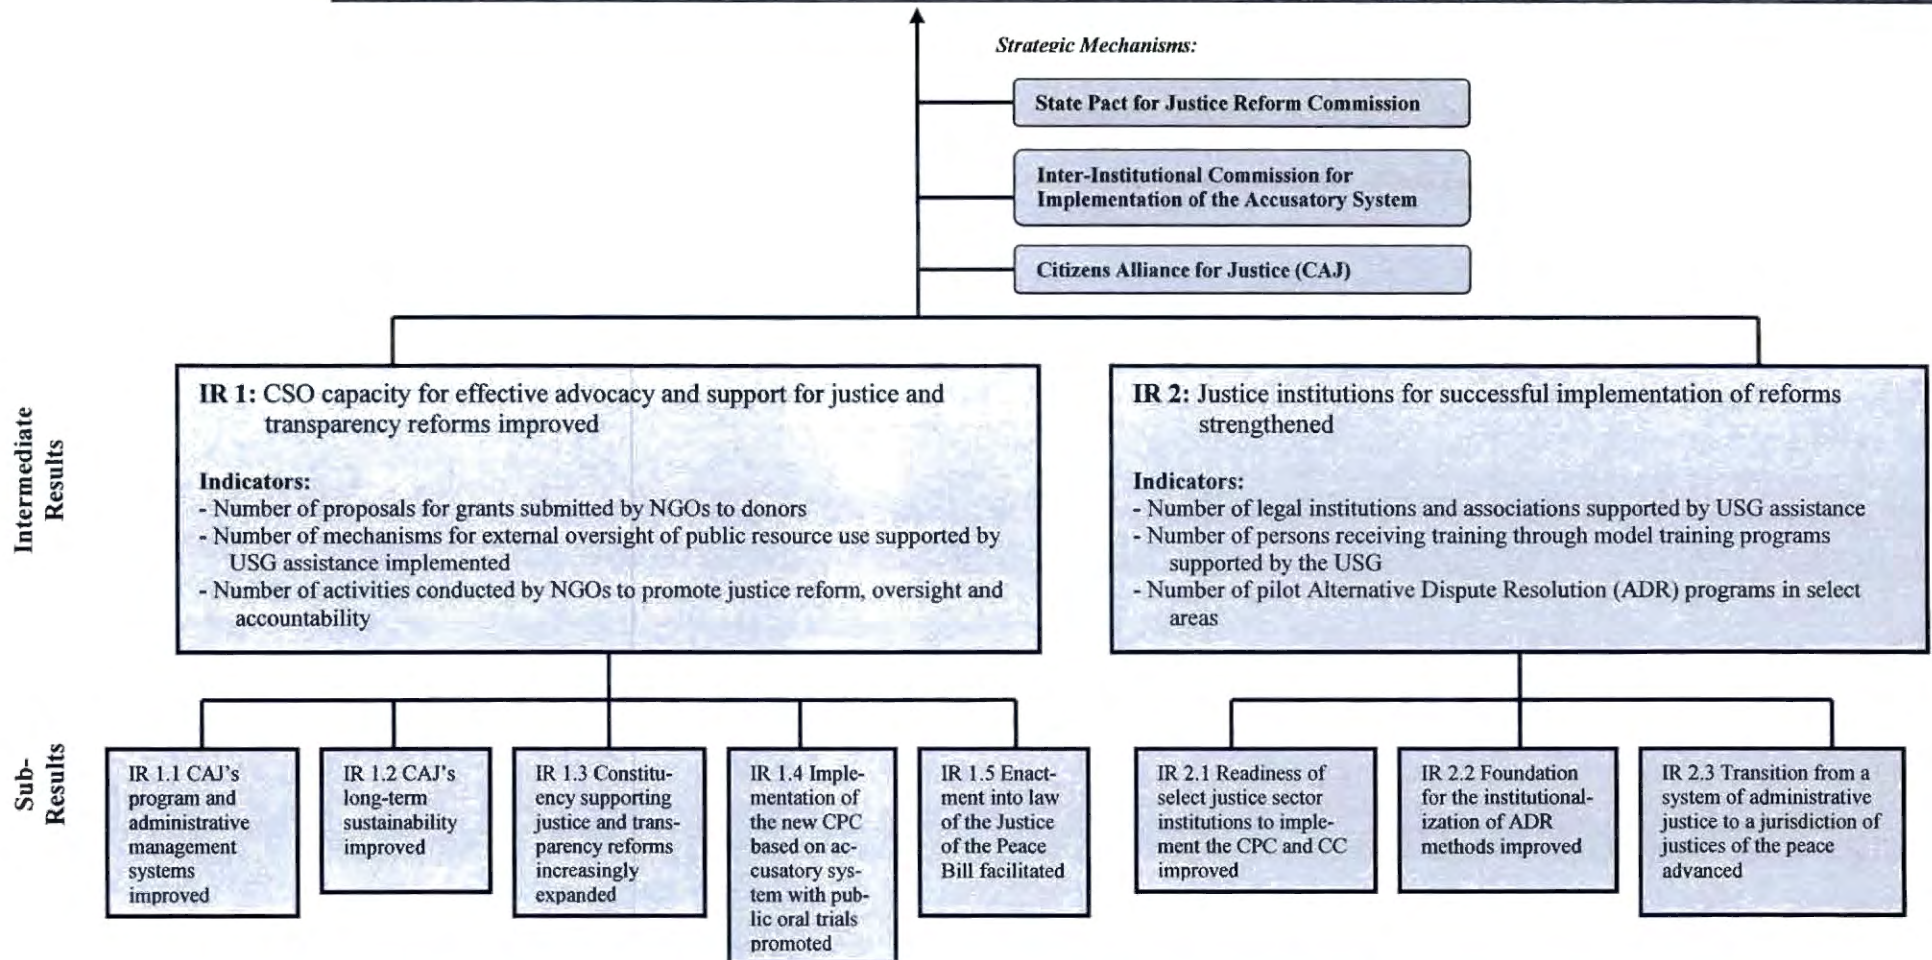 Strategic Mechanisms:
State Pact for Justice Reform Commission
Inter-Institutional Commission for
Implementation of the Accusatory System
Citizens Alliance for Justice (CAJ)
Intermediate
Results
IR 1: CSO capacity for effective advocacy and support for justice and
transparency reforms improved
Indicators:
- Number of proposals for grants submitted by NGOs to donors
- Number of mechanisms for external oversight of public resource use supported by
USG assistance implemented
- Number of activities conducted by NGOs to promote justice reform, oversight and
accountability
IR 2: Justice institutions for successful implementation of reforms
strengthened
Indicators:
- Number of legal institutions and associations supported by USG assistance
- Number of persons receiving training through model training programs
supported by the USG
- Number of pilot Alternative Dispute Resolution (ADR) programs in select
areas
Sub-
Results
IR 1.1 CAJ's
program and
administrative
management
systems
improved
IR 1.2 CAJ's
long-term
sustainability
improved
IR 1.3 Constitu-
ency supporting
justice and trans-
parency reforms
increasingly
expanded
IR 1.4 Imple-
mentation of
the new CPC
based on ac-
cusatory sys-
tem with pub-
lic oral trials
promoted
IR 1.5 Enact-
ment into law
of the Justice
of the Peace
Bill facilitated
IR 2.1 Readiness of
select justice sector
institutions to imple-
ment the CPC and CC
improved
IR 2.2 Foundation
for the institutional-
ization of ADR
methods improved
IR 2.3 Transition from a
system of administrative
justice to a jurisdiction of
justices of the peace
advanced